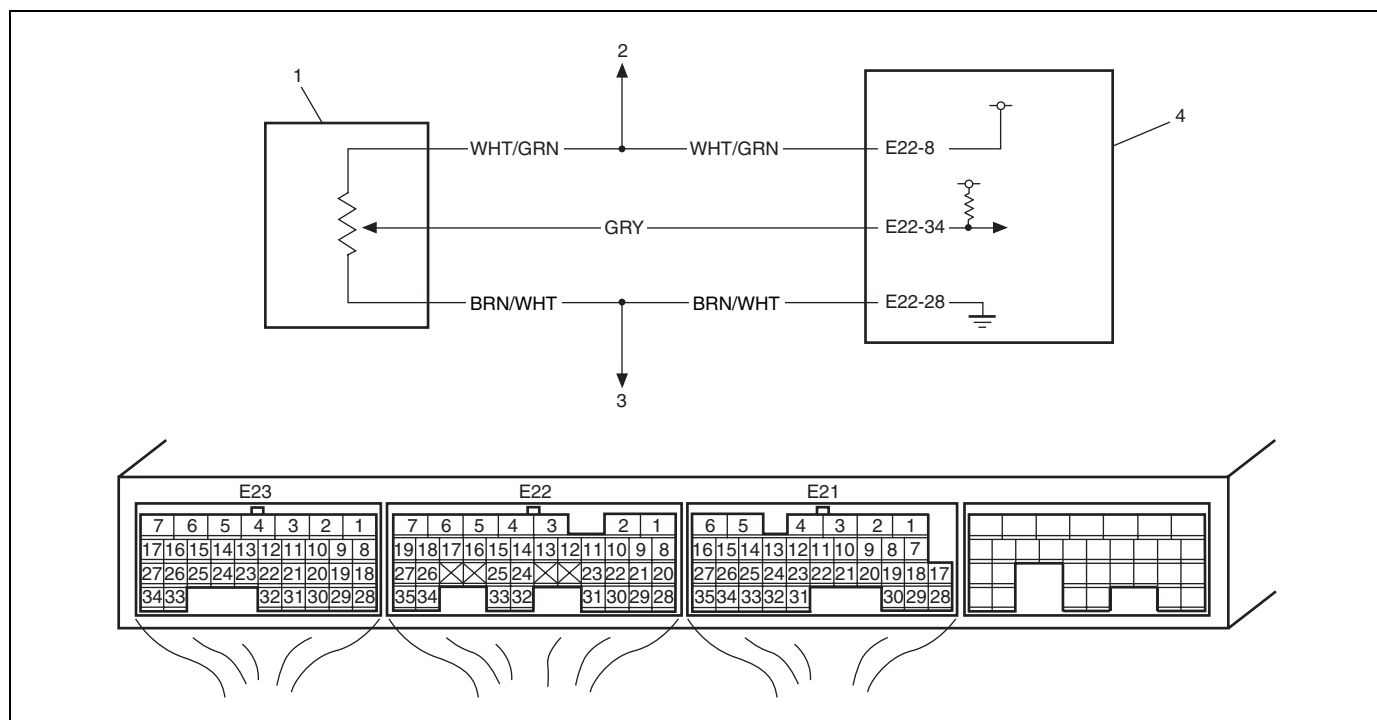 2
1
4
WHT/GRN WHT/GRN E22-8
GRY E22-34
BRN/WHT BRN/WHT E22-28
3
E23 E22 E21
7 6 5 4 3 2 1 7 6 5 4 3 2 1 6 5 4 3 2 1
17 16 15 14 13 12 11 10 9 8 19 18 17 16 15 14 13 12 11 10 9 8 16 15 14 13 12 11 10 9 8 7
27 26 25 24 23 22 21 20 19 18 27 26 25 24 23 22 21 20 27 26 25 24 23 22 21 20 19 18 17
34 33 32 31 30 29 28 35 34 33 32 31 30 29 28 35 34 33 32 31 30 29 28